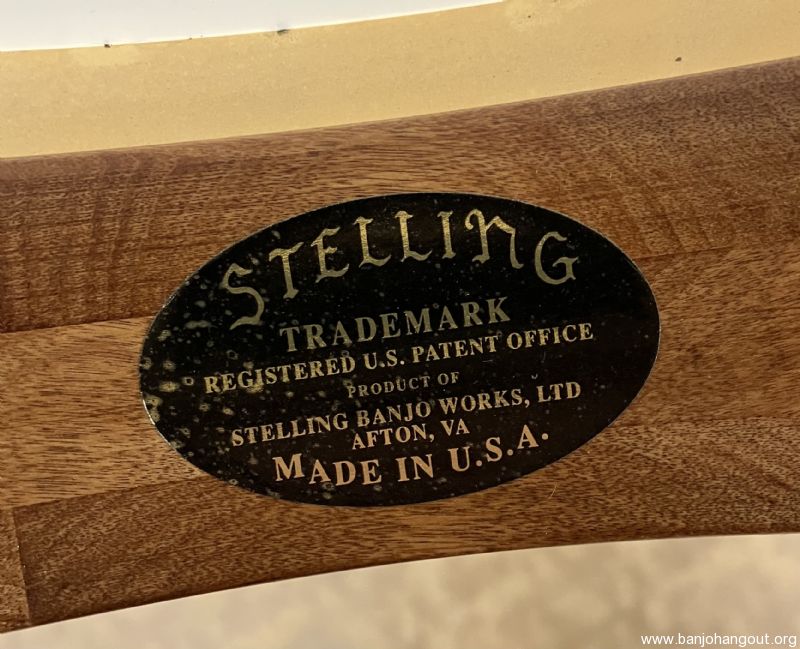 STELLING
TRADEMARK
REGISTERED U.S. PATENT OFFICE
PRODUCT OF
STELLING BANJO WORKS, LTD
AFTON, VA
MADE IN U.S.A.
www.banjohangout.org